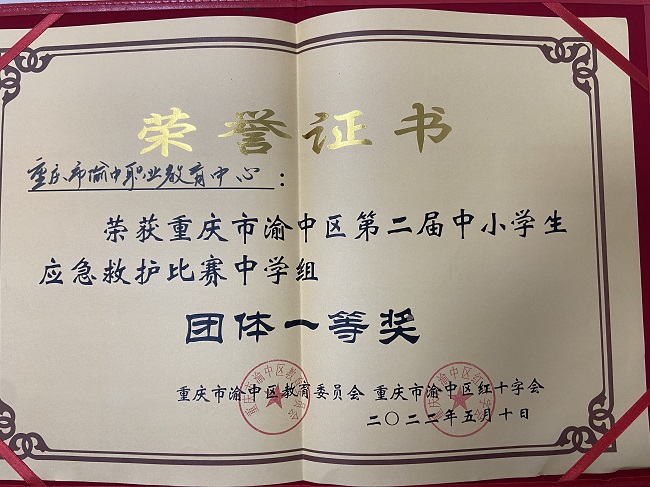 荣誉证书
重庆市渝中职业教育中心：
荣获重庆市渝中区第二届中小学生
应急救护比赛中学组
团体一等奖
重庆市渝中区教育委员会 重庆市渝中区红十字会
二〇二二年五月十日